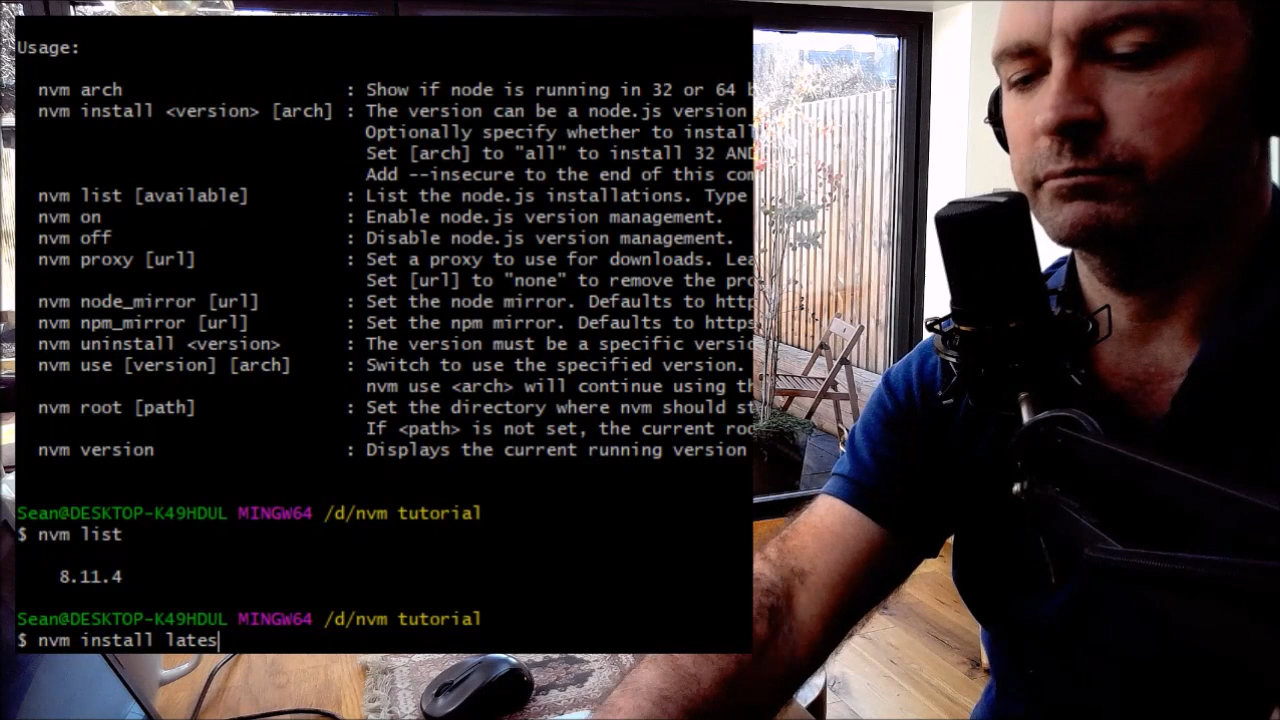 Usage:
nvm arch : Show if node is running in 32 or 64
nvm install <version> [arch] : The version can be a node.js version
Optionally specify whether to install
Set [arch] to "all" to install 32 AND
Add --insecure to the end of this
nvm list [available] : List the node.js installations. Type
nvm on : Enable node.js version management.
nvm off : Disable node.js version management.
nvm proxy [url] : Set a proxy to use for downloads.
Set [url] to "none" to remove the
nvm node_mirror [url] : Set the node mirror. Defaults to http
nvm npm_mirror [url] : Set the npm mirror. Defaults to https
nvm uninstall <version> : The version must be a specific
nvm use [version] [arch] : Switch to use the specified version.
nvm use <arch> will continue using
nvm root [path] : Set the directory where nvm should
If <path> is not set, the current
nvm version : Displays the current running version
Sean@DESKTOP-K49HDUL MINGW64 /d/nvm tutorial
$ nvm list
8.11.4
Sean@DESKTOP-K49HDUL MINGW64 /d/nvm tutorial
$ nvm install lates